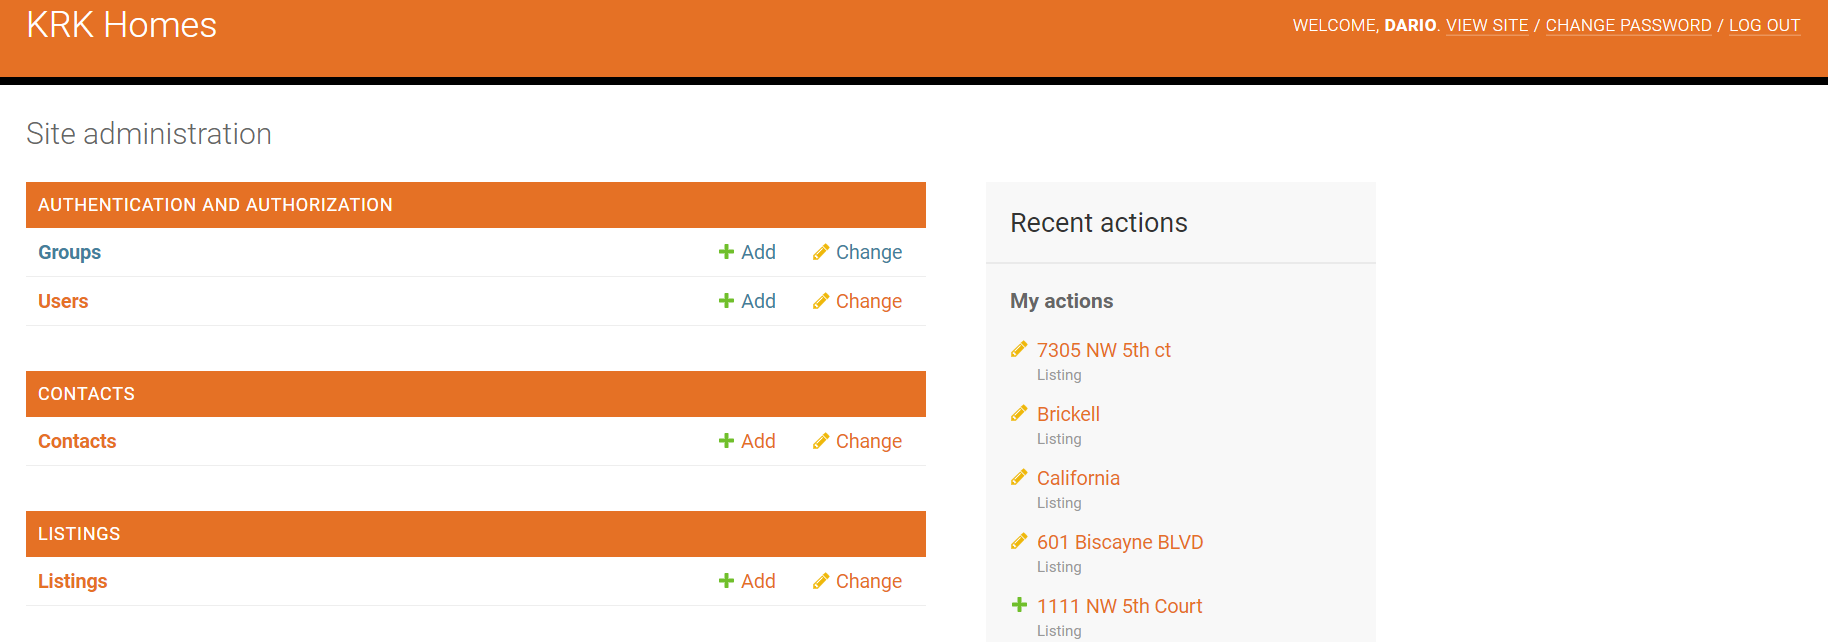 KRK Homes
WELCOME, DARIO. VIEW SITE / CHANGE PASSWORD / LOG OUT
Site administration
AUTHENTICATION AND AUTHORIZATION
Groups Add Change
Users Add Change
CONTACTS
Contacts Add Change
LISTINGS
Listings Add Change
Recent actions
My actions
7305 NW 5th ct
Listing
Brickell
Listing
California
Listing
601 Biscayne BLVD
Listing
1111 NW 5th Court
Listing